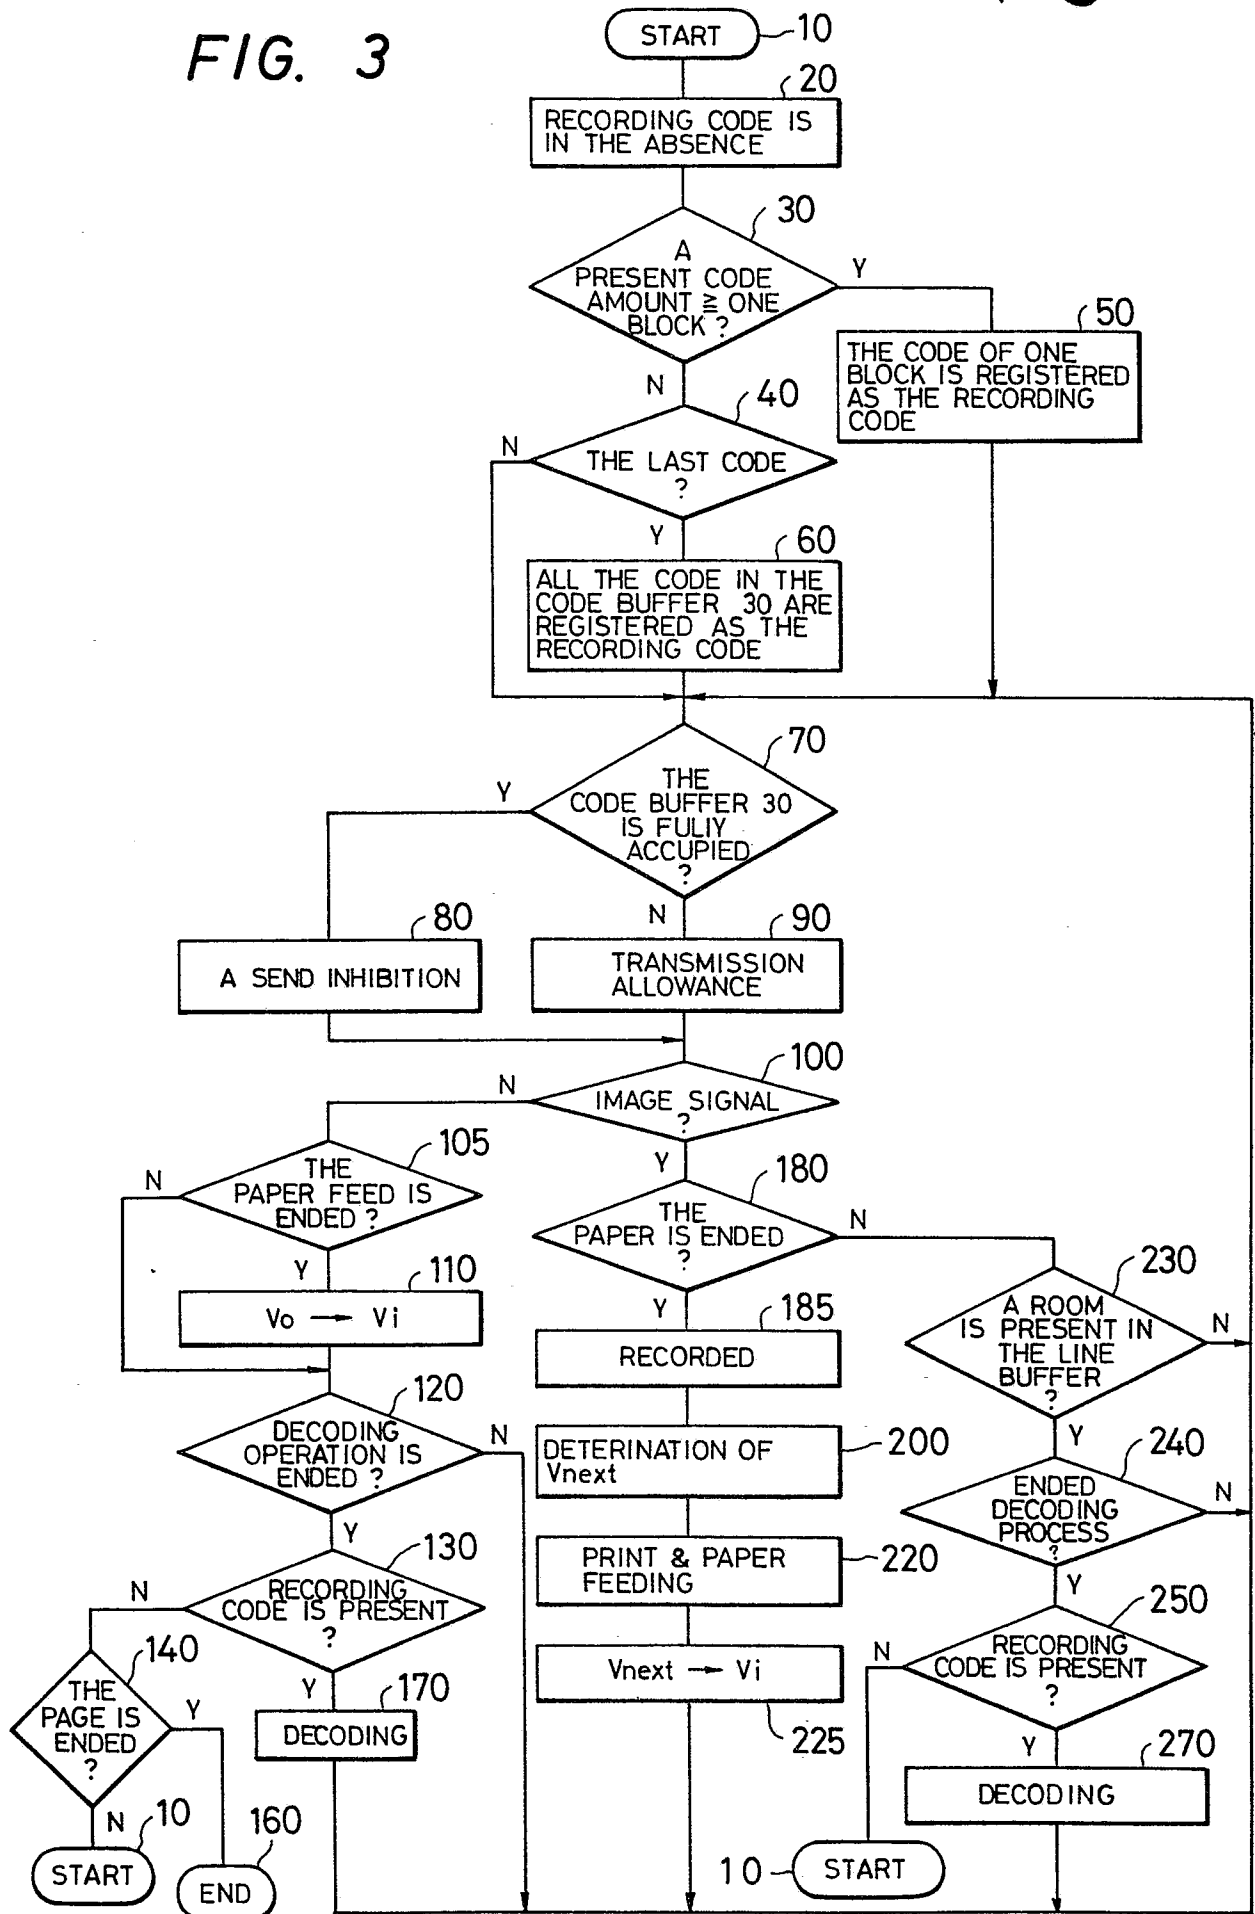 FIG. 3
START
10
20
RECORDING CODE IS
IN THE ABSENCE
30
A
PRESENT CODE
AMOUNT ≧ ONE
BLOCK ?
Y
N
50
THE CODE OF ONE
BLOCK IS REGISTERED
AS THE RECORDING
CODE
40
N
THE LAST CODE
?
Y
60
ALL THE CODE IN THE
CODE BUFFER 30 ARE
REGISTERED AS THE
RECORDING CODE
70
Y
THE
CODE BUFFER 30
IS FULIY
ACCUPIED
?
N
80
A SEND INHIBITION
90
TRANSMISSION
ALLOWANCE
100
N
IMAGE SIGNAL
?
Y
105
N
THE
PAPER FEED IS
ENDED ?
Y
110
Vo → Vi
120
DECODING
OPERATION IS
ENDED ?
N
Y
130
N
RECORDING
CODE IS PRESENT
?
Y
140
THE
PAGE IS
ENDED
?
Y
N
10
START
160
END
170
DECODING
180
THE
PAPER IS ENDED
?
N
Y
185
RECORDED
200
DETERINATION OF
Vnext
220
PRINT & PAPER
FEEDING
Vnext → Vi
225
230
A ROOM
IS PRESENT IN
THE LINE
BUFFER
?
N
Y
240
ENDED
DECODING
PROCESS
?
N
Y
250
N
RECORDING
CODE IS PRESENT
?
Y
270
DECODING
10
START